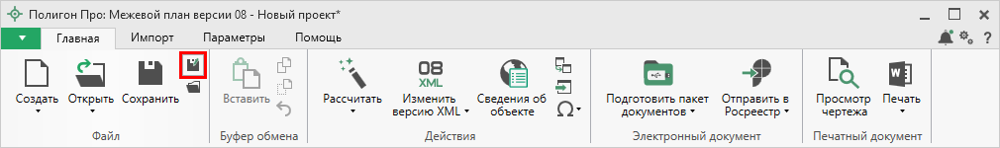 Полигон Про: Межевой план версии 08 - Новый проект*
Главная Импорт Параметры Помощь
?
08
XML
W
Ω
Создать Открыть Сохранить Вставить Рассчитать Изменить версию XML Сведения об объекте Подготовить пакет документов Отправить в Росреестр Просмотр чертежа Печать
Файл Буфер обмена Действия Электронный документ Печатный документ